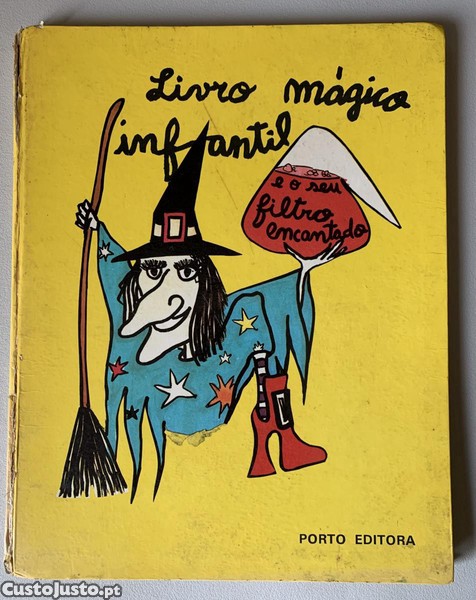 Livro mágico
infantil
e o seu
filtro
encantado
PORTO EDITORA
CustoJusto.pt